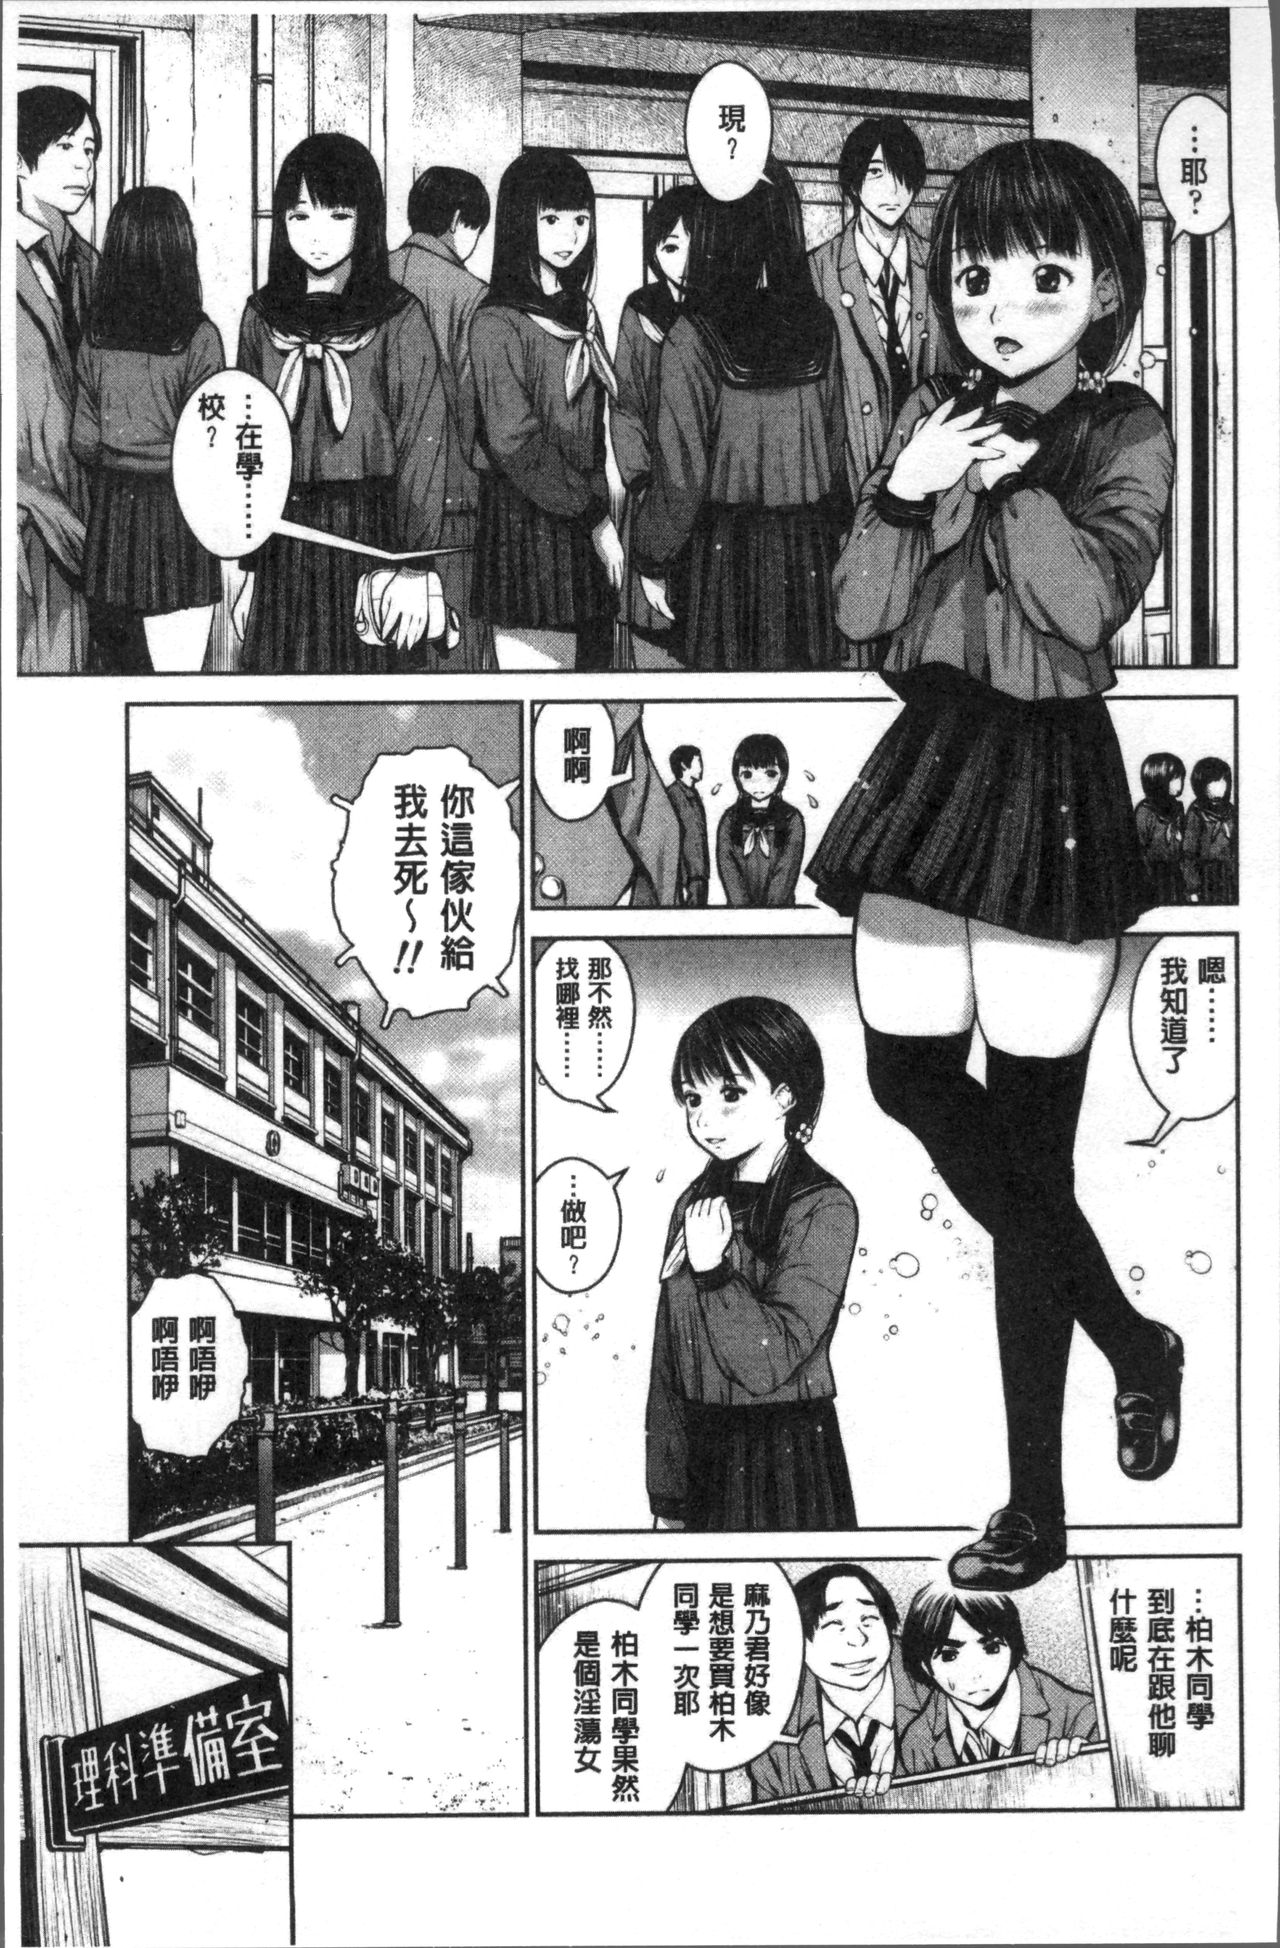 …耶?
現?
…在學………
校?
啊
啊
嗯……
我知道了
那不然……
找哪裡……
…做吧?
你這傢伙給
我去死～!!
啊唔咿
啊唔咿
…柏木同學
到底在跟他聊
什麼呢
麻乃君好像
是想要買柏木
同學一次耶
柏木同學果然
是個淫蕩女
理科準備室